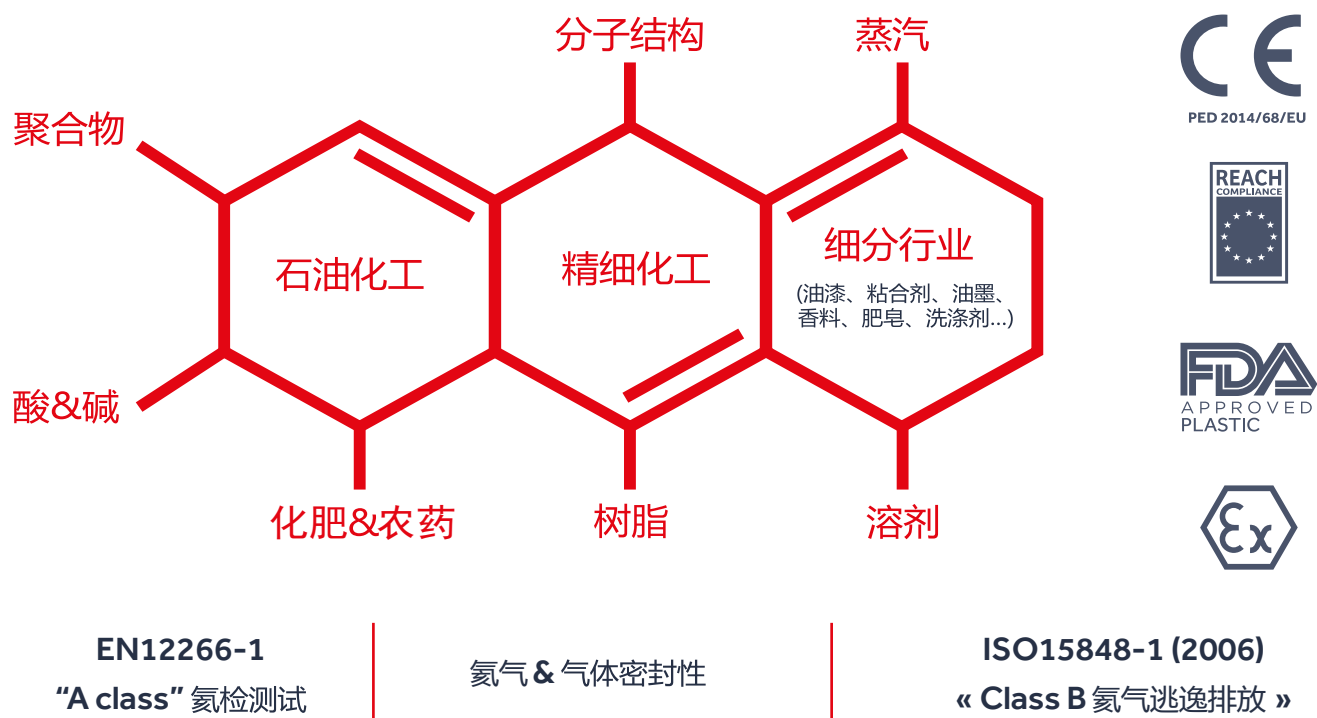 分子结构
蒸汽
聚合物
石油化工
精细化工
细分行业
(油漆、粘合剂、油墨、
香料、肥皂、洗涤剂...)
酸&碱
化肥&农药
树脂
溶剂
CE
PED 2014/68/EU
REACH
COMPLIANCE
FDA
APPROVED
PLASTIC
Ex
EN12266-1
“A class” 氦检测试
氦气 & 气体密封性
ISO15848-1 (2006)
« Class B 氦气逃逸排放 »